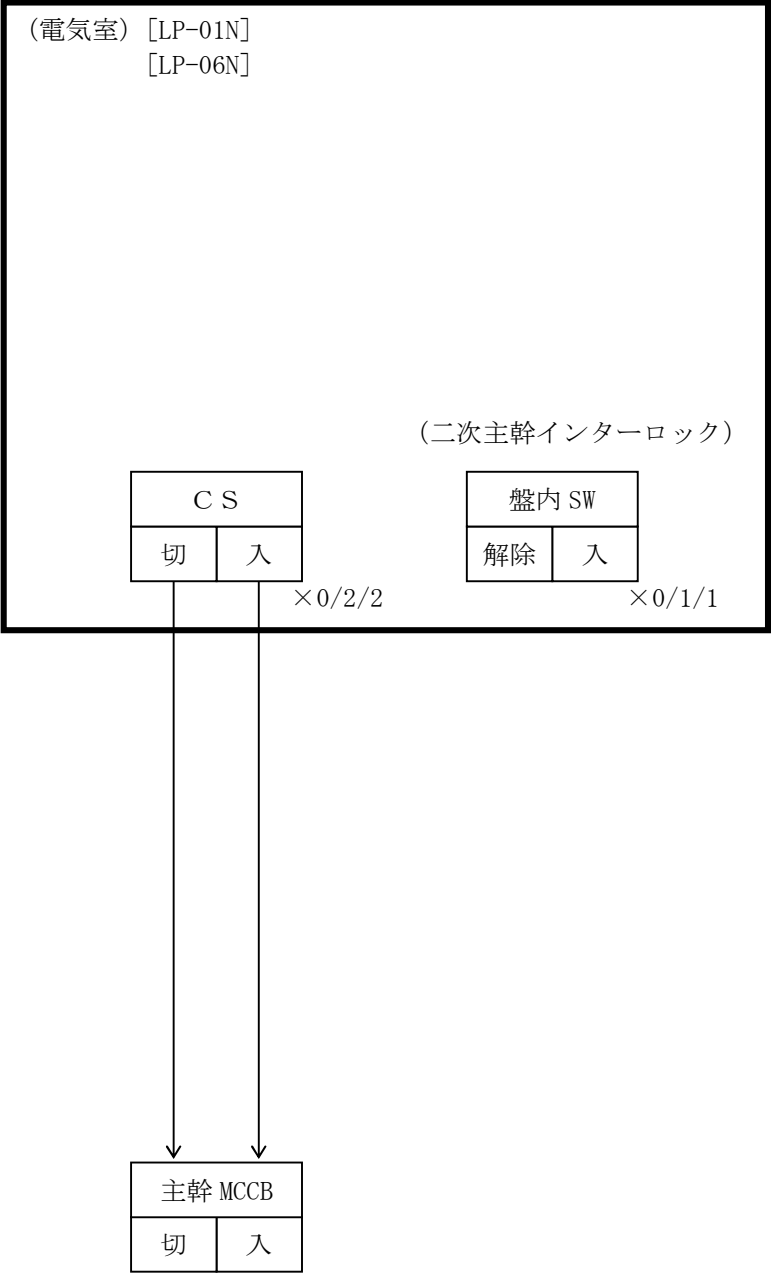 (電気室) [LP-01N]
[LP-06N]
(二次主幹インターロック)
ＣＳ
切 入
×0/2/2
盤内 SW
解除 入
×0/1/1
主幹 MCCB
切 入